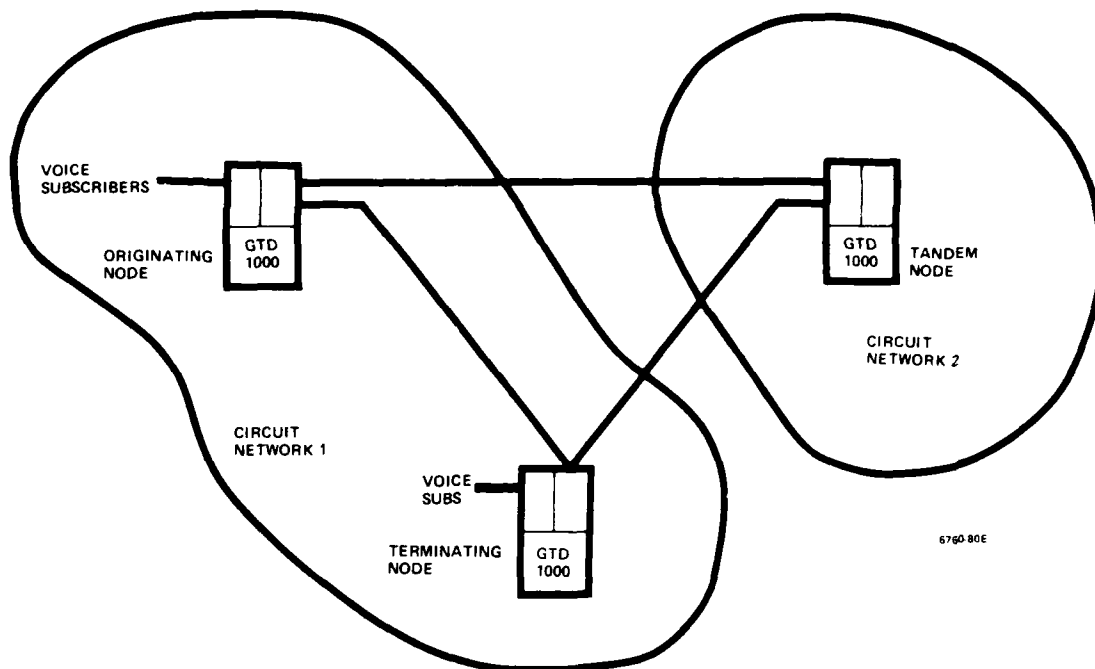 VOICE
SUBSCRIBERS
ORIGINATING
NODE
GTD
1000
GTD
1000
TANDEM
NODE
CIRCUIT
NETWORK 2
CIRCUIT
NETWORK 1
VOICE
SUBS
TERMINATING
NODE
GTD
1000
6760-80E